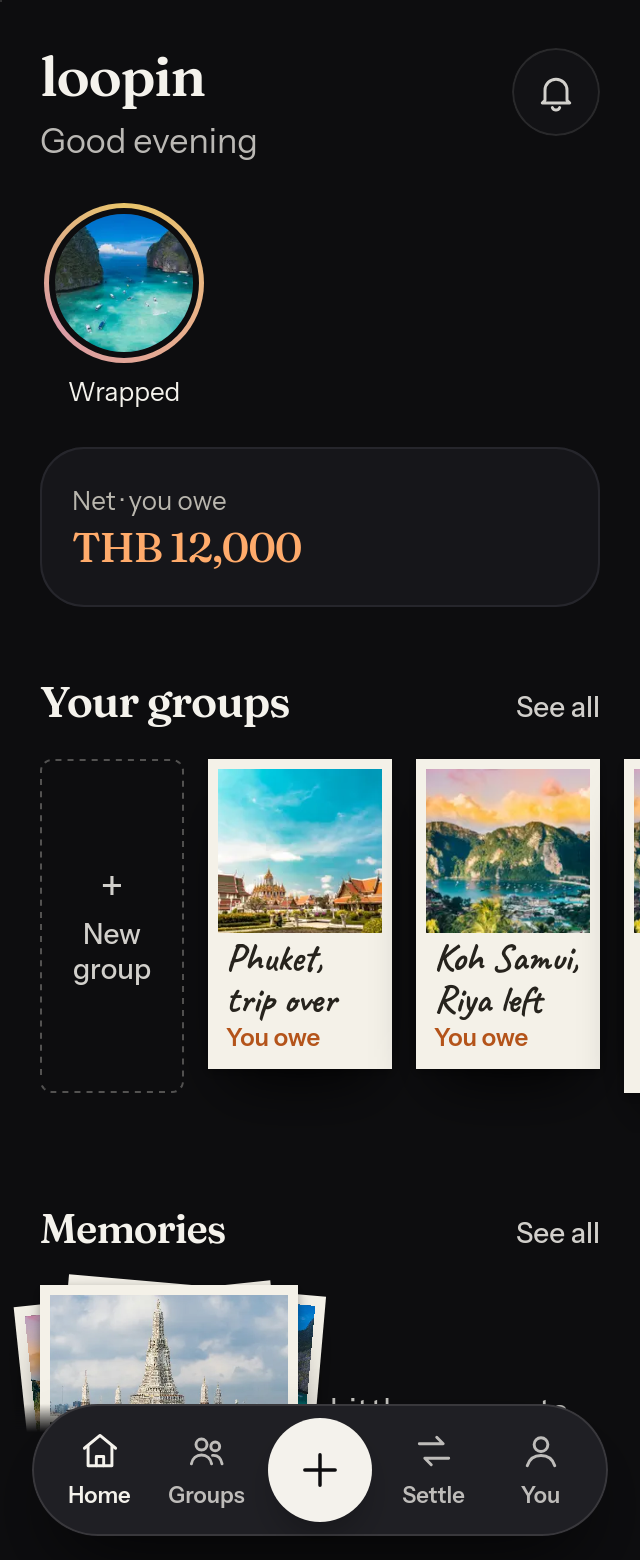 loopin
Good evening
Wrapped
Net · you owe
THB 12,000
Your groups
See all
+
New
group
Phuket,
trip over
You owe
Koh Samui,
Riya left
You owe
Memories
See all
Home
Groups
Settle
You